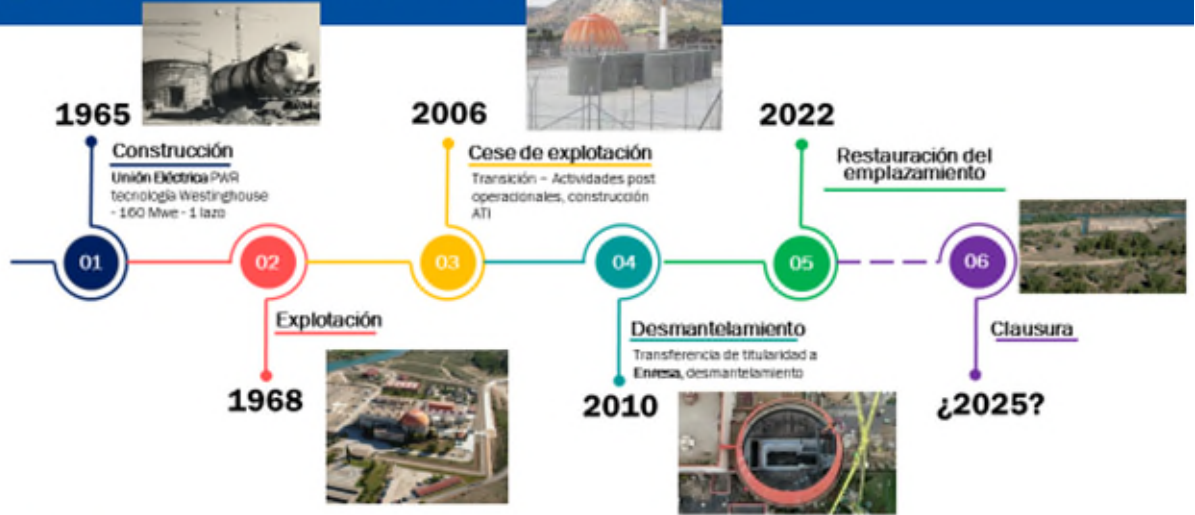 1965
Construcción
Unión Eléctrica PWR
tecnología Westinghouse
- 160 Mwe - 1 lazo
2006
Cese de explotación
Transición – Actividades post
operacionales, construcción
ATI
2022
Restauración del
emplazamiento
01
02
03
04
05
06
Explotación
1968
Desmantelamiento
Transferencia de titularidad a
Enresa, desmantelamiento
2010
Clausura
¿2025?